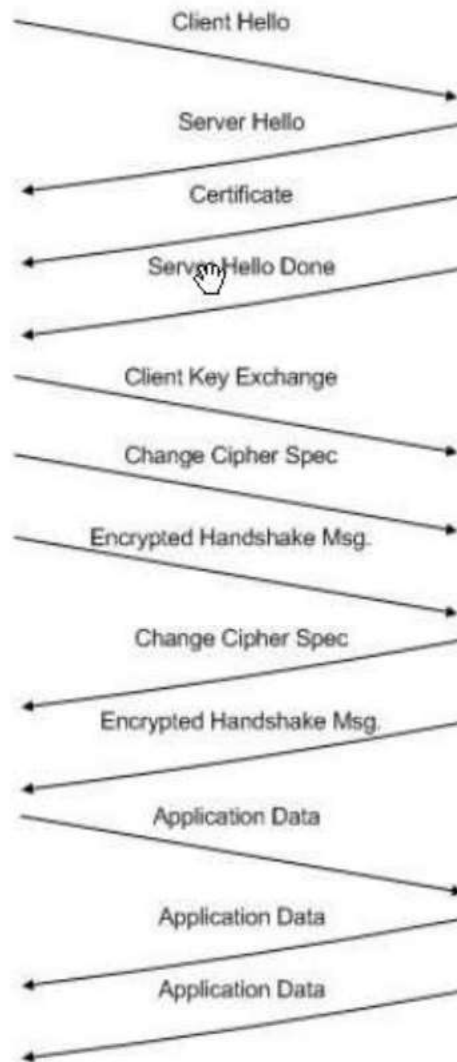 Client Hello
Server Hello
Certificate
Server Hello Done
Client Key Exchange
Change Cipher Spec
Encrypted Handshake Msg.
Change Cipher Spec
Encrypted Handshake Msg.
Application Data
Application Data
Application Data